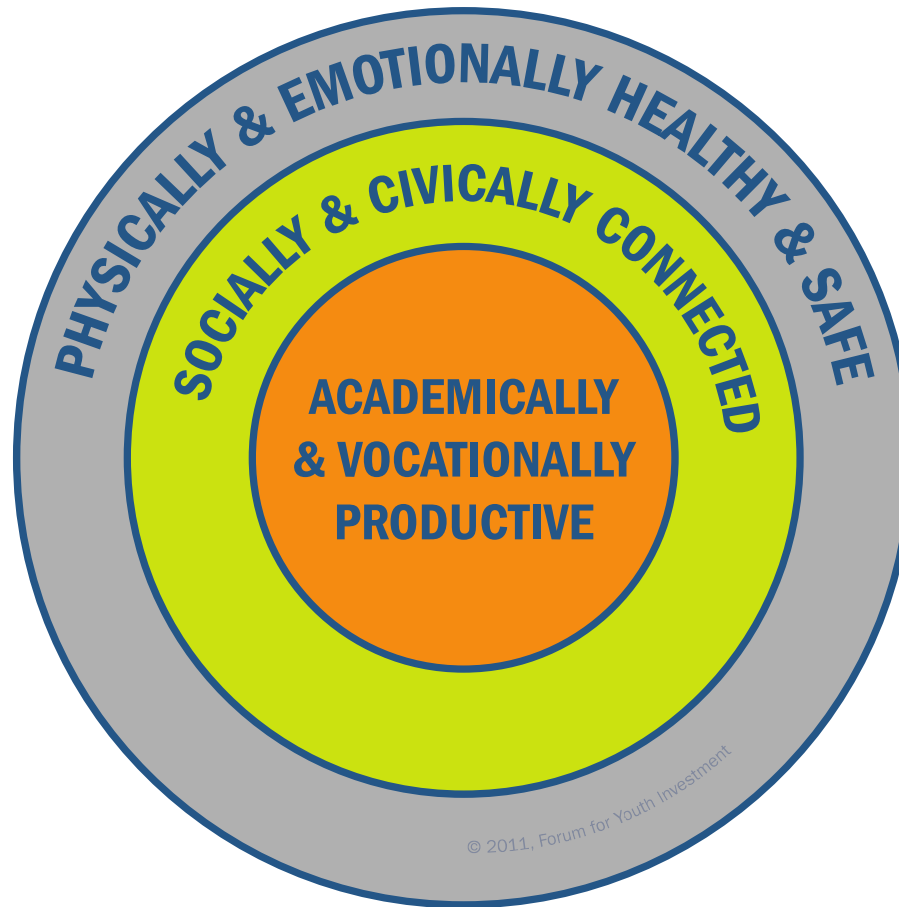 PHYSICALLY & EMOTIONALLY HEALTHY & SAFE
SOCIALLY & CIVICALLY CONNECTED
ACADEMICALLY
& VOCATIONALLY
PRODUCTIVE
© 2011, Forum for Youth Investment